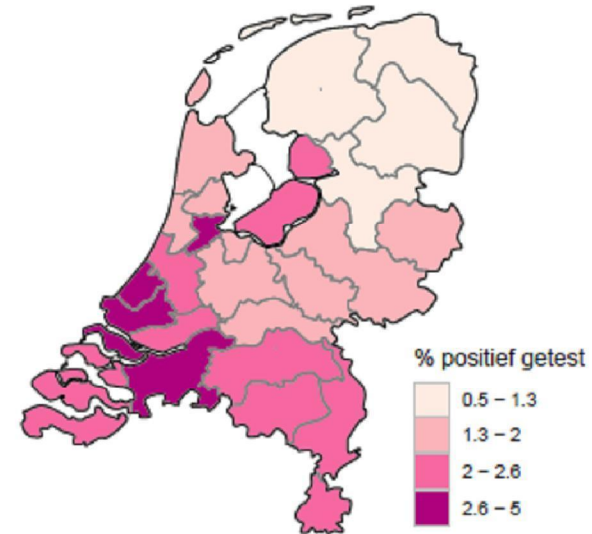 % positief getest
0.5 – 1.3
1.3 – 2
2 – 2.6
2.6 – 5